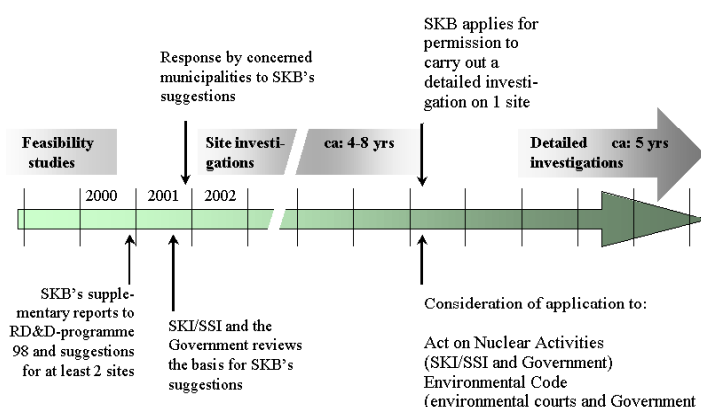 SKB applies for
permission to
carry out a
detailed investi-
gation on 1 site
Response by concerned
municipalities to SKB's
suggestions
Feasibility
studies
Site investi-
gations
ca: 4-8 yrs
Detailed
investigations
ca: 5 yrs
2000
2001
2002
SKB's supple-
mentary reports to
RD&D-programme
98 and suggestions
for at least 2 sites
SKI/SSI and the
Government reviews
the basis for SKB's
suggestions
Consideration of application to:
Act on Nuclear Activities
(SKI/SSI and Government)
Environmental Code
(environmental courts and Government